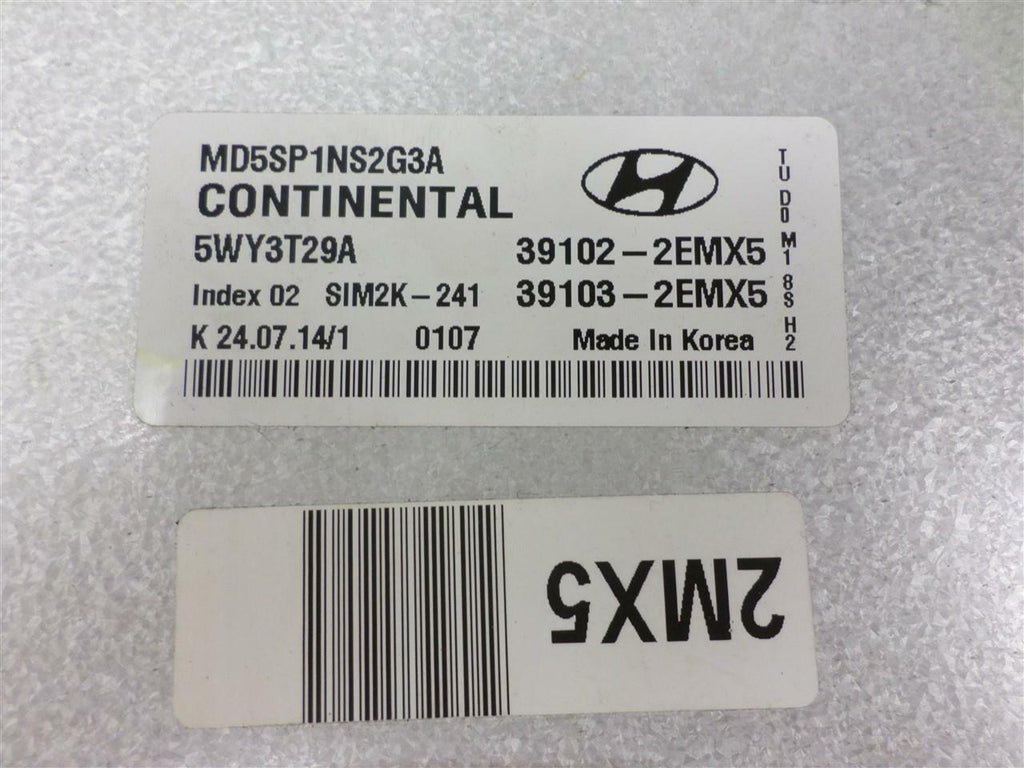 MD5SP1NS2G3A
CONTINENTAL
5WY3T29A 39102-2EMX5
Index 02 SIM2K-241 39103-2EMX5
K 24.07.14/1 0107 Made In Korea
TU D0 M1 8S H2
2MX5